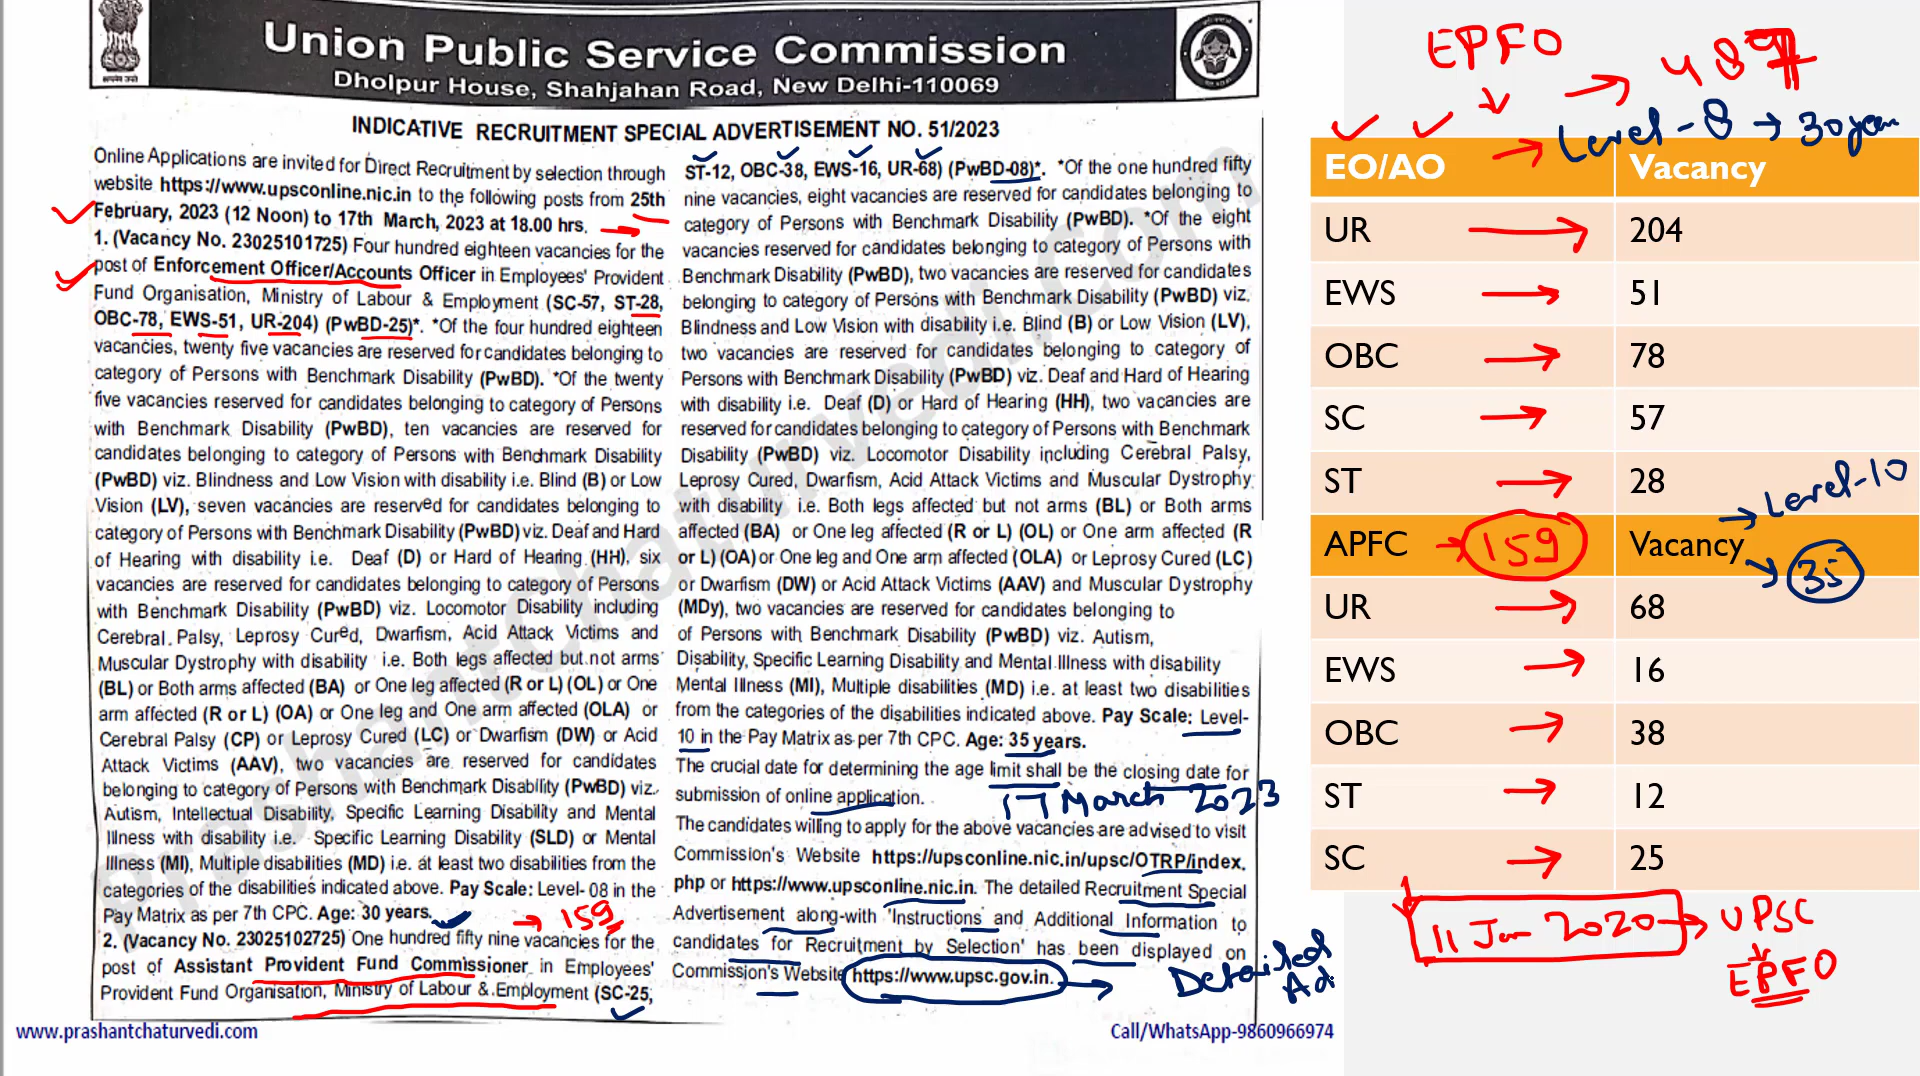 Union Public Service Commission
Dholpur House, Shahjahan Road, New Delhi-110069
INDICATIVE RECRUITMENT SPECIAL ADVERTISEMENT NO. 51/2023
Online Applications are invited for Direct Recruitment by selection through
website https://www.upsconline.nic.in to the following posts from 25th
February, 2023 (12 Noon) to 17th March, 2023 at 18.00 hrs.
1. (Vacancy No. 23025101725) Four hundred eighteen vacancies for the
post of Enforcement Officer/Accounts Officer in Employees' Provident
Fund Organisation, Ministry of Labour & Employment (SC-57, ST-28,
OBC-78, EWS-51, UR-204) (PwBD-25)*. *Of the four hundred eighteen
vacancies, twenty five vacancies are reserved for candidates belonging to
category of Persons with Benchmark Disability (PwBD). *Of the twenty
five vacancies reserved for candidates belonging to category of Persons
with Benchmark Disability (PwBD), ten vacancies are reserved for
candidates belonging to category of Persons with Benchmark Disability
(PwBD) viz. Blindness and Low Vision with disability i.e. Blind (B) or Low
Vision (LV), seven vacancies are reserved for candidates belonging to
category of Persons with Benchmark Disability (PwBD) viz. Deaf and Hard
of Hearing with disability i.e. Deaf (D) or Hard of Hearing (HH), six
vacancies are reserved for candidates belonging to category of Persons
with Benchmark Disability (PwBD) viz. Locomotor Disability including
Cerebral Palsy, Leprosy Cured, Dwarfism, Acid Attack Victims and
Muscular Dystrophy with disability i.e. Both legs affected but not arms
(BL) or Both arms affected (BA) or One leg affected (R or L) (OL) or One
arm affected (R or L) (OA) or One leg and One arm affected (OLA) or
Cerebral Palsy (CP) or Leprosy Cured (LC) or Dwarfism (DW) or Acid
Attack Victims (AAV), two vacancies are reserved for candidates
belonging to category of Persons with Benchmark Disability (PwBD) viz.
Autism, Intellectual Disability, Specific Learning Disability and Mental
Illness with disability i.e. Specific Learning Disability (SLD) or Mental
Illness (MI), Multiple disabilities (MD) i.e. at least two disabilities from the
categories of the disabilities indicated above. Pay Scale: Level- 08 in the
Pay Matrix as per 7th CPC. Age: 30 years.
159
2. (Vacancy No. 23025102725) One hundred fifty nine vacancies for the
post of Assistant Provident Fund Commissioner in Employees'
Provident Fund Organisation, Ministry of Labour & Employment (SC-25,
ST-12, OBC-38, EWS-16, UR-68) (PwBD-08)*. *Of the one hundred fifty
nine vacancies, eight vacancies are reserved for candidates belonging to
category of Persons with Benchmark Disability (PwBD). *Of the eight
vacancies reserved for candidates belonging to category of Persons with
Benchmark Disability (PwBD), two vacancies are reserved for candidates
belonging to category of Persons with Benchmark Disability (PwBD) viz.
Blindness and Low Vision with disability i.e. Blind (B) or Low Vision (LV),
two vacancies are reserved for candidates belonging to category of
Persons with Benchmark Disability (PwBD) viz. Deaf and Hard of Hearing
with disability i.e. Deaf (D) or Hard of Hearing (HH), two vacancies are
reserved for candidates belonging to category of Persons with Benchmark
Disability (PwBD) viz. Locomotor Disability including Cerebral Palsy,
Leprosy Cured, Dwarfism, Acid Attack Victims and Muscular Dystrophy
with disability i.e. Both legs affected but not arms (BL) or Both arms
affected (BA) or One leg affected (R or L) (OL) or One arm affected (R
or L) (OA) or One leg and One arm affected (OLA) or Leprosy Cured (LC)
or Dwarfism (DW) or Acid Attack Victims (AAV) and Muscular Dystrophy
(MDy), two vacancies are reserved for candidates belonging to
of Persons with Benchmark Disability (PwBD) viz. Autism,
Disability, Specific Learning Disability and Mental Illness with disability
Mental Illness (MI), Multiple disabilities (MD) i.e. at least two disabilities
from the categories of the disabilities indicated above. Pay Scale: Level-
10 in the Pay Matrix as per 7th CPC. Age: 35 years.
The crucial date for determining the age limit shall be the closing date for
submission of online application.
17 March 2023
The candidates willing to apply for the above vacancies are advised to visit
Commission's Website https://upsconline.nic.in/upsc/OTRP/index.
php or https://www.upsconline.nic.in. The detailed Recruitment Special
Advertisement along-with 'Instructions' and Additional Information to
candidates for Recruitment by Selection' has been displayed on
Commission's Website https://www.upsc.gov.in.
Detailed
Ad
PrashantChaturvedi.Com
www.prashantchaturvedi.com
Call/WhatsApp-9860966974
EPFO
Level-8 → 30 year
EO/AO Vacancy
UR 204
EWS 51
OBC 78
SC 57
ST 28
Level-10
APFC 159 Vacancy
35
UR 68
EWS 16
OBC 38
ST 12
SC 25
11 Jan 2020 → UPSC
EPFO